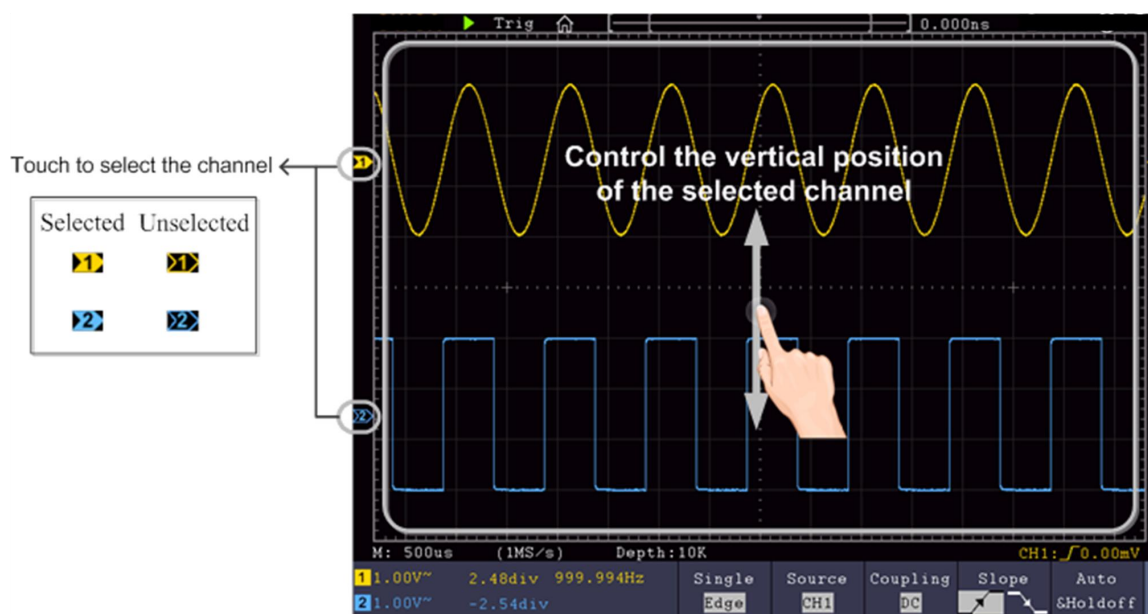 Trig 0.000ns
Touch to select the channel
1
Selected Unselected
1 1
2 2
Control the vertical position
of the selected channel
2
M: 500us (1MS/s) Depth:10K CH1:0.00mV
1 1.00V~ 2.48div 999.994Hz Single Source Coupling Slope Auto
2 1.00V~ -2.54div Edge CH1 DC &Holdoff